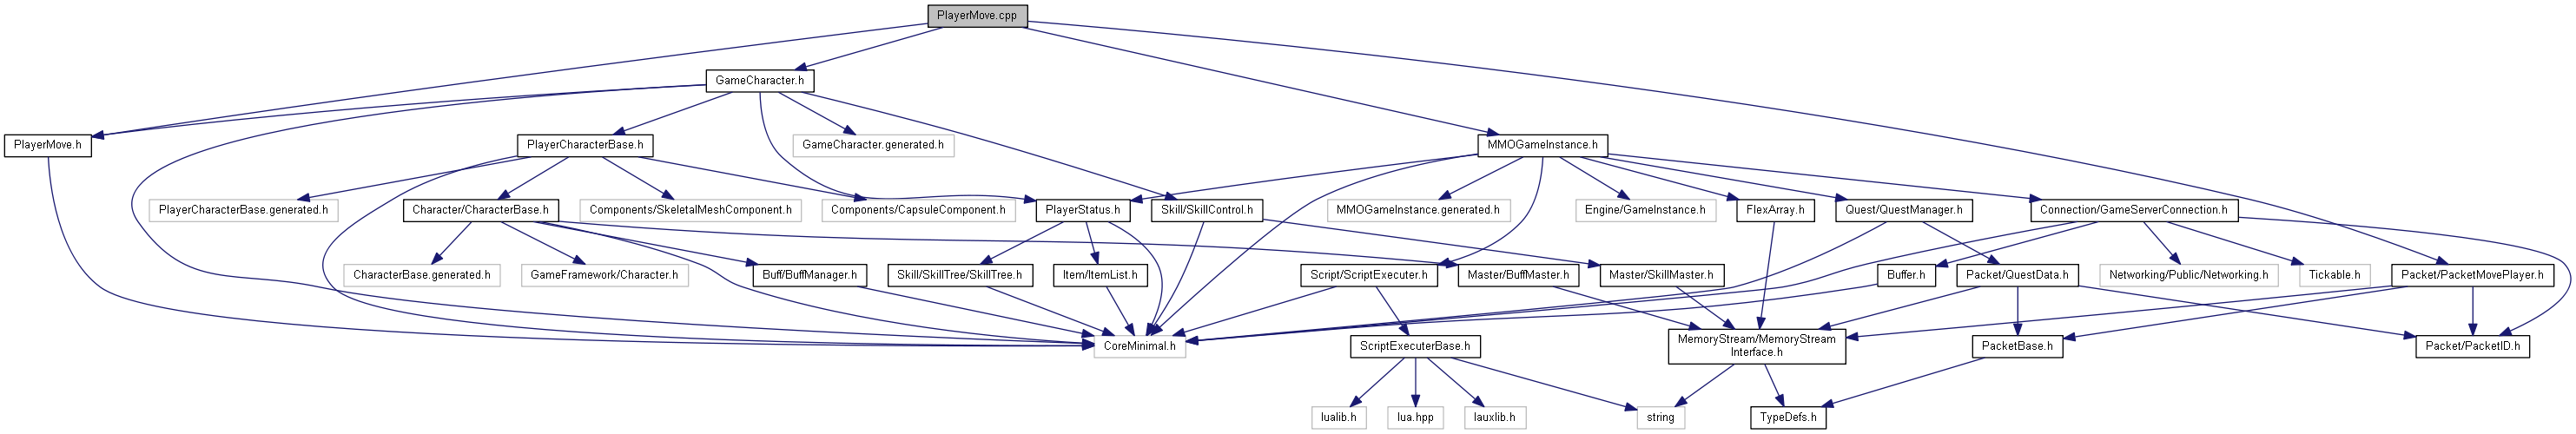 PlayerMove.cpp
GameCharacter.h
PlayerMove.h
PlayerCharacterBase.h
GameCharacter.generated.h
MMOGameInstance.h
PlayerCharacterBase.generated.h
Character/CharacterBase.h
Components/SkeletalMeshComponent.h
Components/CapsuleComponent.h
PlayerStatus.h
Skill/SkillControl.h
MMOGameInstance.generated.h
Engine/GameInstance.h
FlexArray.h
Quest/QuestManager.h
Connection/GameServerConnection.h
CharacterBase.generated.h
GameFramework/Character.h
Buff/BuffManager.h
Skill/SkillTree/SkillTree.h
Item/ItemList.h
Script/ScriptExecuter.h
Master/BuffMaster.h
Master/SkillMaster.h
Buffer.h
Packet/QuestData.h
Networking/Public/Networking.h
Tickable.h
Packet/PacketMovePlayer.h
CoreMinimal.h
ScriptExecuterBase.h
MemoryStream/MemoryStream
Interface.h
PacketBase.h
Packet/PacketID.h
lualib.h
lua.hpp
lauxlib.h
string
TypeDefs.h